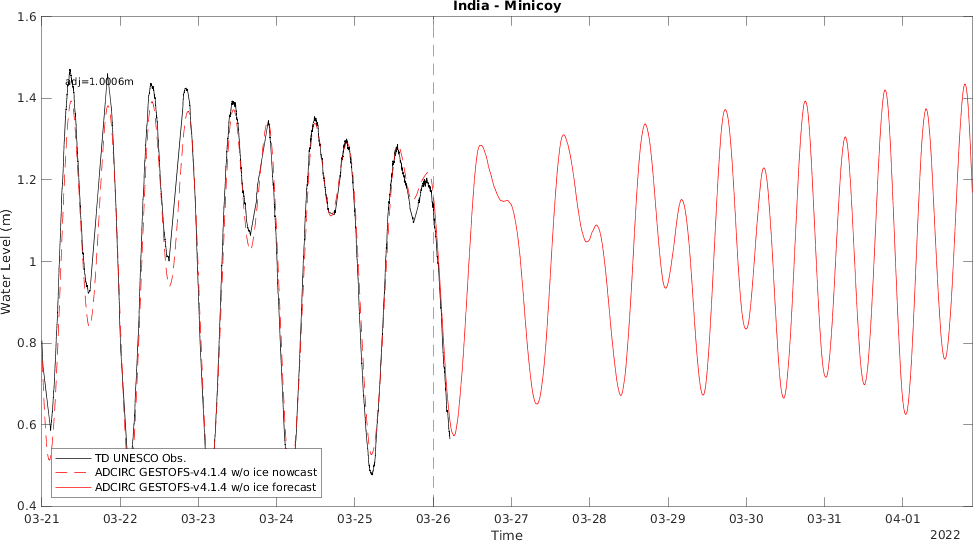 India - Minicoy
1.6
1.4
1.2
1
0.8
0.6
0.4
Water Level (m)
adj=1.0006m
TD UNESCO Obs.
ADCIRC GESTOFS-v4.1.4 w/o ice nowcast
ADCIRC GESTOFS-v4.1.4 w/o ice forecast
03-21 03-22 03-23 03-24 03-25 03-26 03-27 03-28 03-29 03-30 03-31 04-01
Time
2022